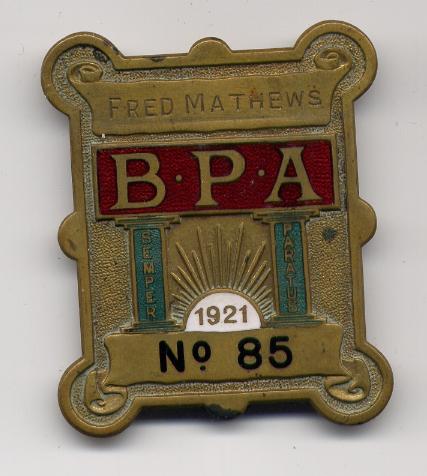 FRED MATHEWS
B·P·A
SEMPER
PARATUS
1921
No 85